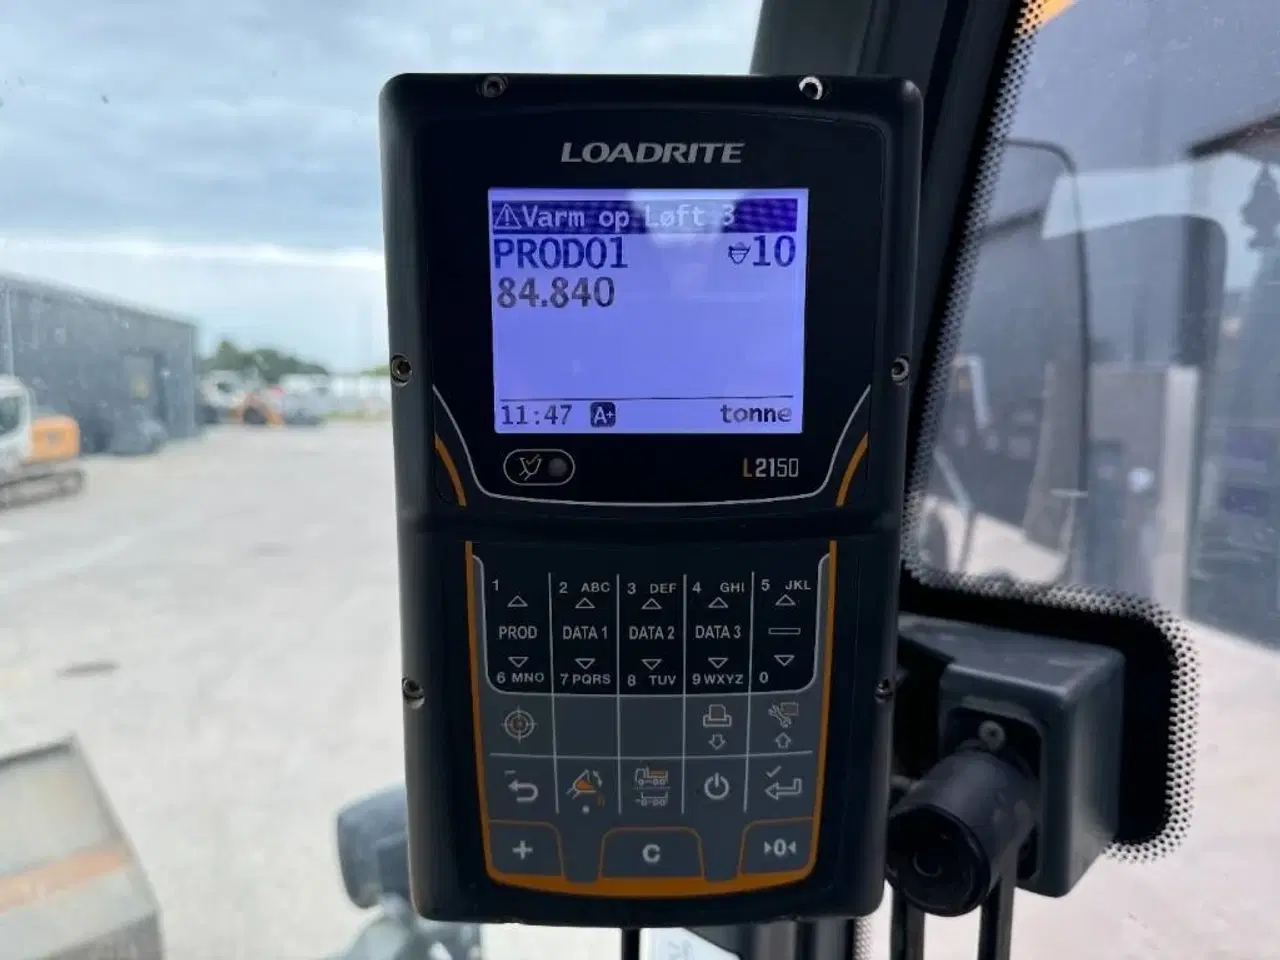 LOADRITE
Varm op Løft 3
PROD01 10
84.840
11:47 A+ tonne
L2150
1 2 ABC 3 DEF 4 GHI 5 JKL
PROD DATA 1 DATA 2 DATA 3
6 MNO 7 PQRS 8 TUV 9 WXYZ 0
+ C 0